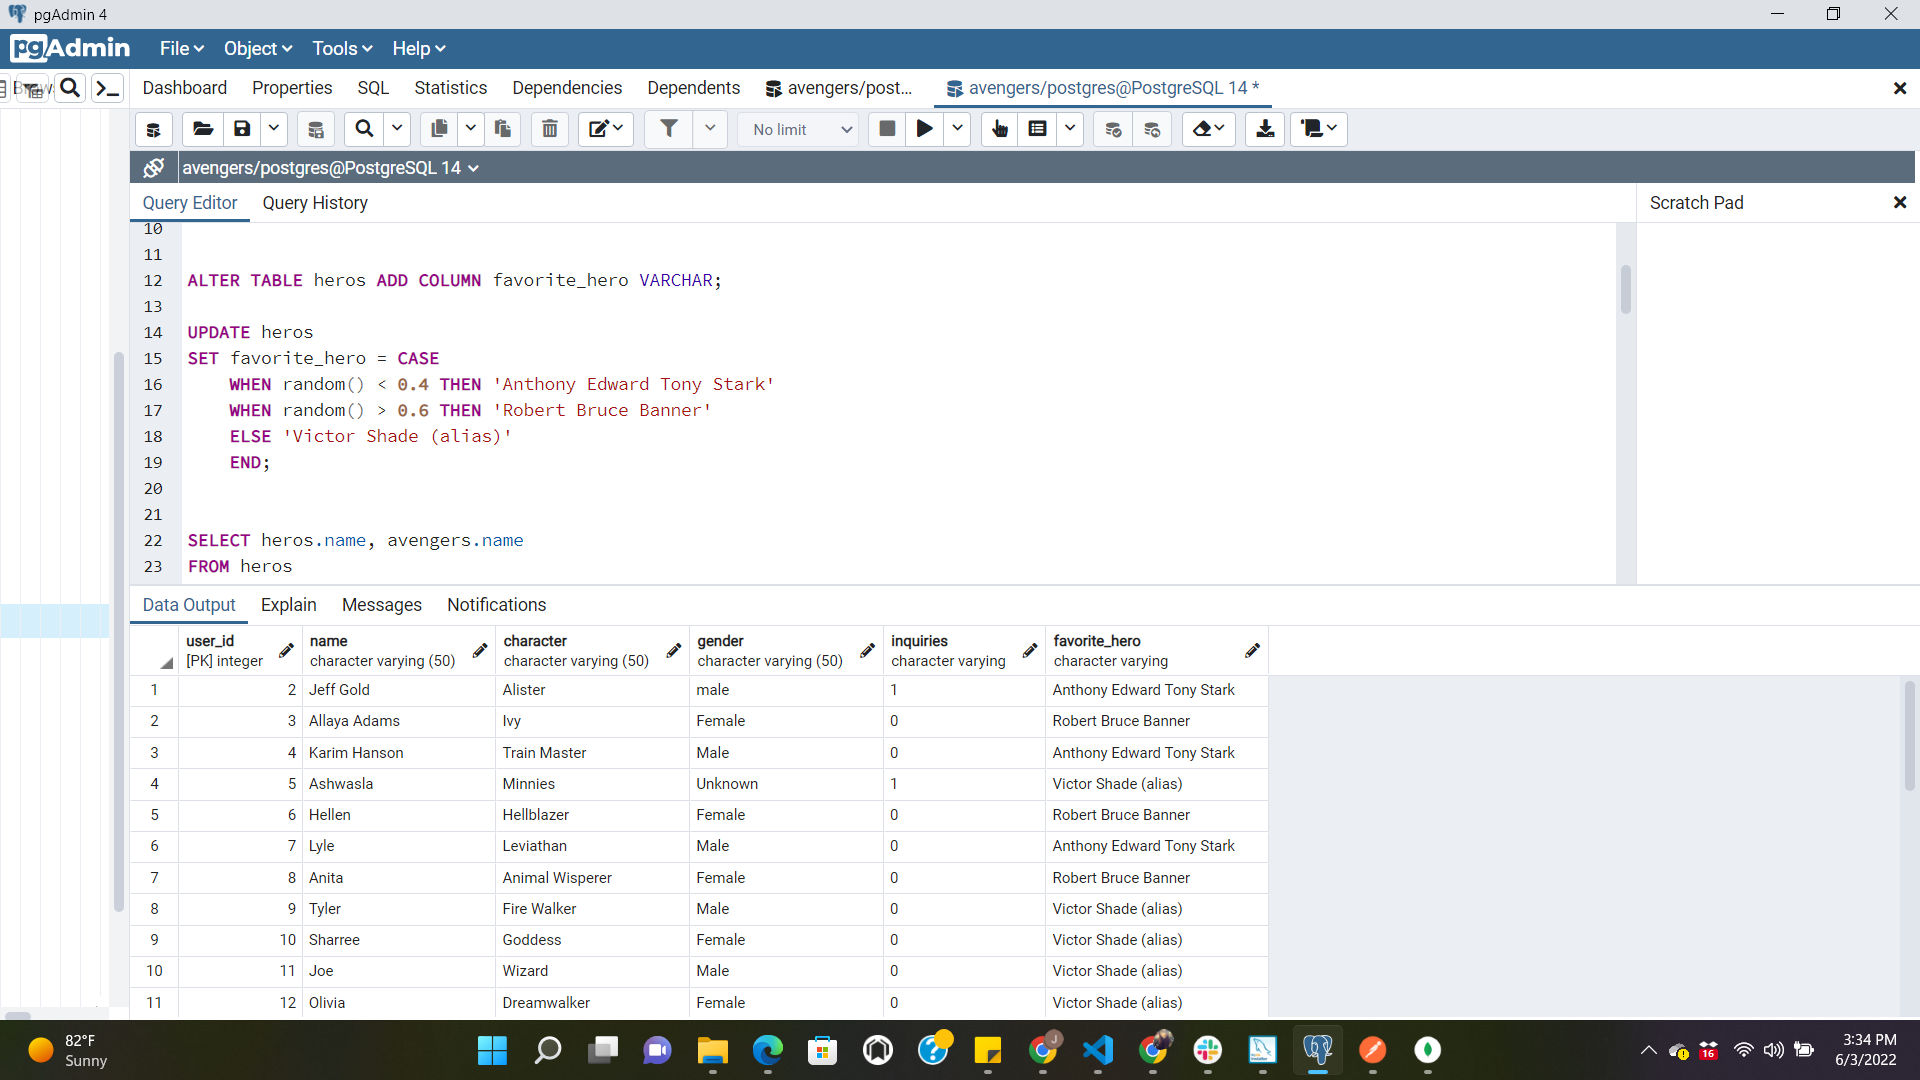 pgAdmin 4
pgAdmin File Object Tools Help
Dashboard Properties SQL Statistics Dependencies Dependents avengers/post... avengers/postgres@PostgreSQL 14 *
No limit
avengers/postgres@PostgreSQL 14
Query Editor Query History
Scratch Pad
10
11
12 ALTER TABLE heros ADD COLUMN favorite_hero VARCHAR;
13
14 UPDATE heros
15 SET favorite_hero = CASE
16 WHEN random() < 0.4 THEN 'Anthony Edward Tony Stark'
17 WHEN random() > 0.6 THEN 'Robert Bruce Banner'
18 ELSE 'Victor Shade (alias)'
19 END;
20
21
22 SELECT heros.name, avengers.name
23 FROM heros
Data Output Explain Messages Notifications
user_id name character gender inquiries favorite_hero
[PK] integer character varying (50) character varying (50) character varying (50) character varying character varying
1 2 Jeff Gold Alister male 1 Anthony Edward Tony Stark
2 3 Allaya Adams Ivy Female 0 Robert Bruce Banner
3 4 Karim Hanson Train Master Male 0 Anthony Edward Tony Stark
4 5 Ashwasla Minnies Unknown 1 Victor Shade (alias)
5 6 Hellen Hellblazer Female 0 Robert Bruce Banner
6 7 Lyle Leviathan Male 0 Anthony Edward Tony Stark
7 8 Anita Animal Wisperer Female 0 Robert Bruce Banner
8 9 Tyler Fire Walker Male 0 Victor Shade (alias)
9 10 Sharree Goddess Female 0 Victor Shade (alias)
10 11 Joe Wizard Male 0 Victor Shade (alias)
11 12 Olivia Dreamwalker Female 0 Victor Shade (alias)
82°F
Sunny
J
16
3:34 PM
6/3/2022